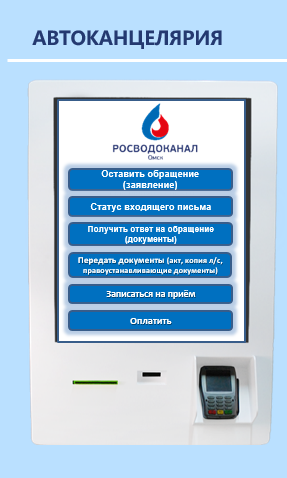 АВТОКАНЦЕЛЯРИЯ
РОСВОДОКАНАЛ
Омск
Оставить обращение
(заявление)
Статус входящего письма
Получить ответ на обращение
(документы)
Передать документы (акт, копия л/с,
правоустанавливающие документы)
Записаться на приём
Оплатить